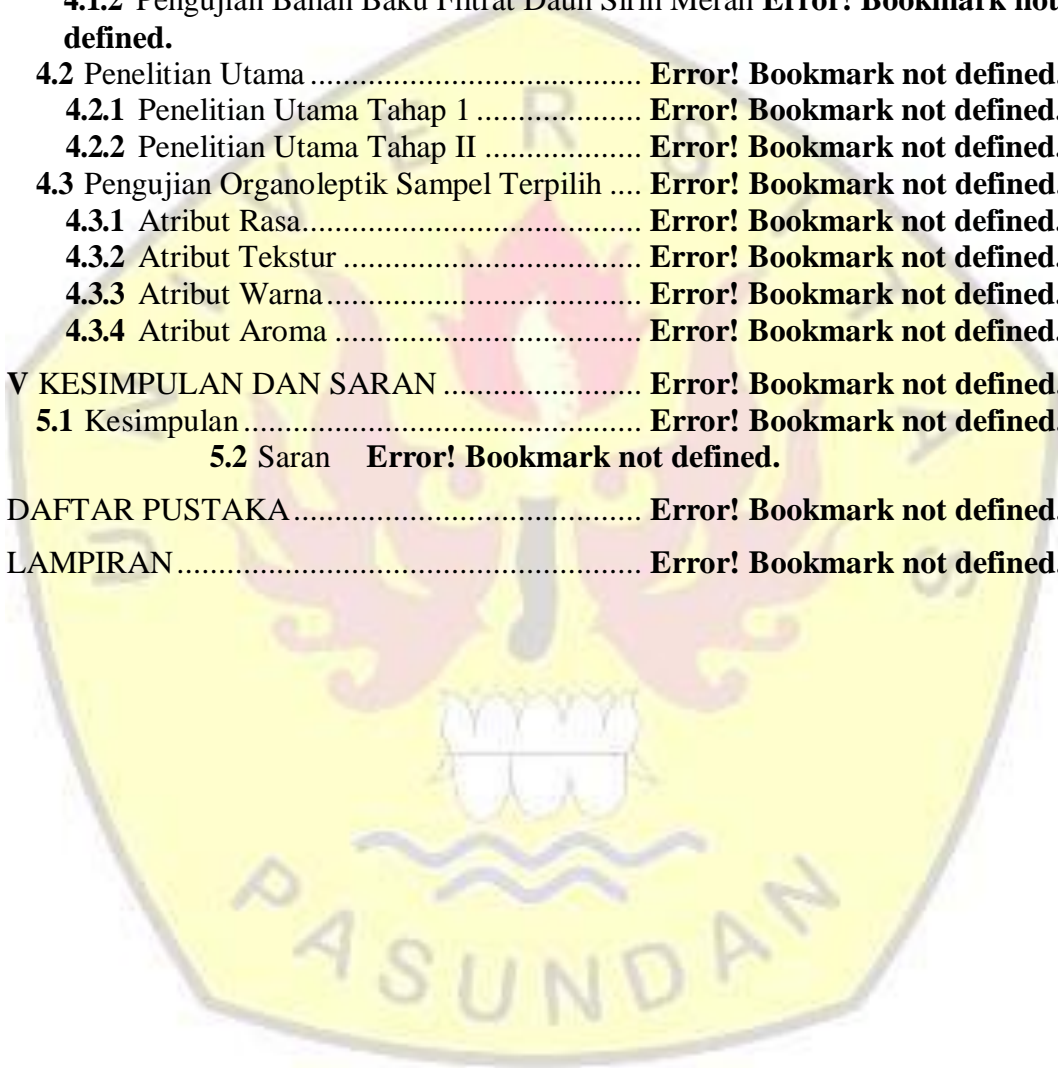 4.1.2 Pengujian Bahan Baku Filtrat Daun Sirih Merah Error! Bookmark not
defined.
4.2 Penelitian Utama ..................................... Error! Bookmark not defined.
4.2.1 Penelitian Utama Tahap 1 ................... Error! Bookmark not defined.
4.2.2 Penelitian Utama Tahap II .................. Error! Bookmark not defined.
4.3 Pengujian Organoleptik Sampel Terpilih .... Error! Bookmark not defined.
4.3.1 Atribut Rasa...................................... Error! Bookmark not defined.
4.3.2 Atribut Tekstur ................................. Error! Bookmark not defined.
4.3.3 Atribut Warna................................... Error! Bookmark not defined.
4.3.4 Atribut Aroma .................................. Error! Bookmark not defined.
V KESIMPULAN DAN SARAN ...................... Error! Bookmark not defined.
5.1 Kesimpulan ............................................ Error! Bookmark not defined.
5.2 Saran Error! Bookmark not defined.
DAFTAR PUSTAKA....................................... Error! Bookmark not defined.
LAMPIRAN.................................................... Error! Bookmark not defined.
UNIVERSITAS
PASUNDAN